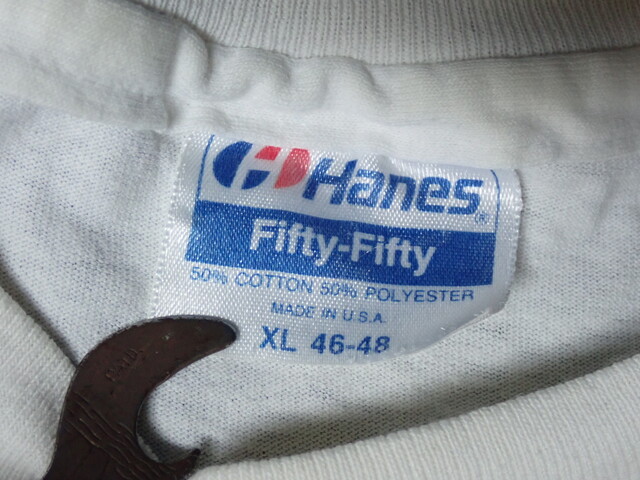 Hanes®
Fifty-Fifty
50% COTTON 50% POLYESTER
MADE IN U.S.A.
XL 46-48